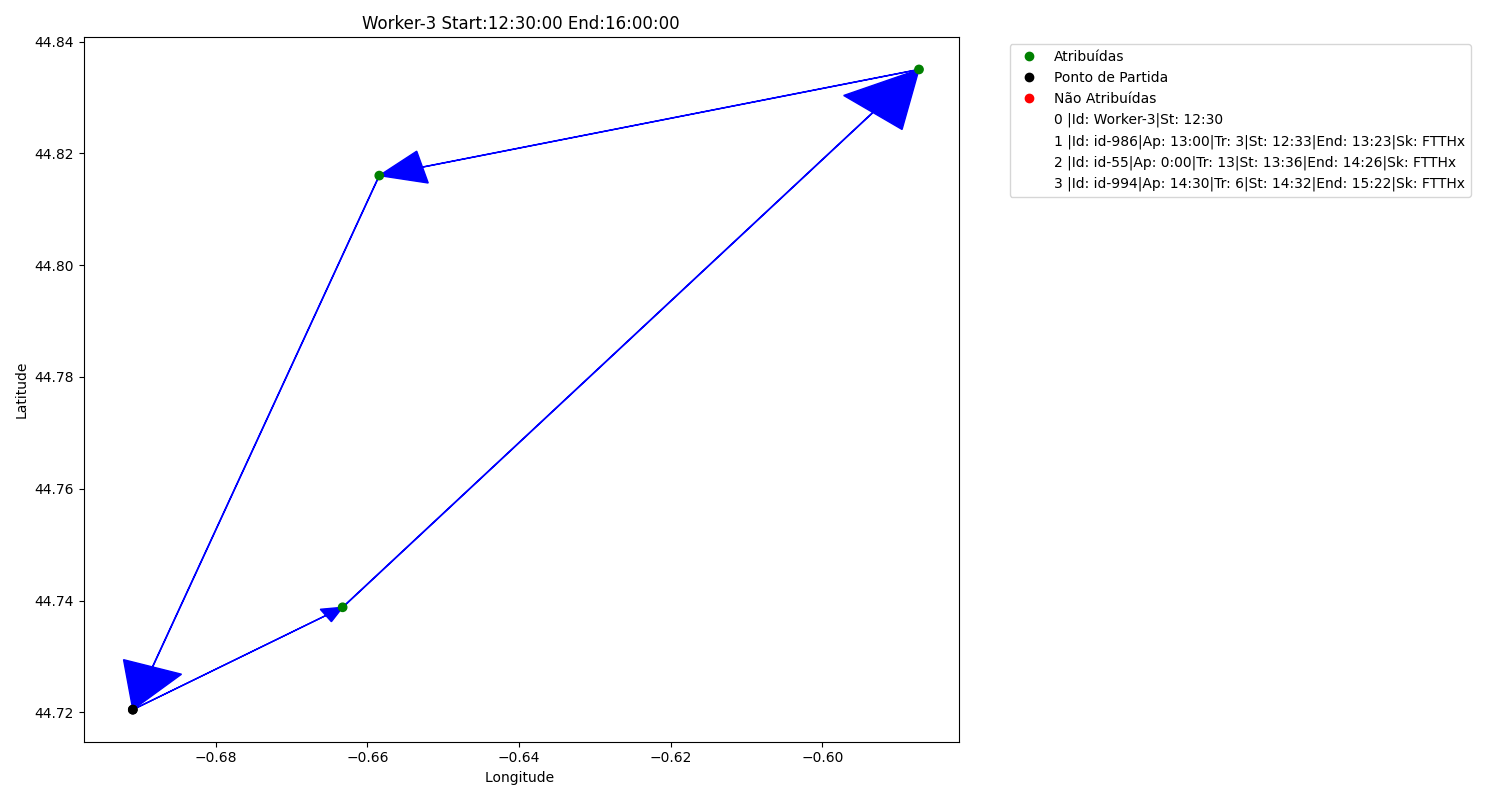 Worker-3 Start:12:30:00 End:16:00:00
44.84
44.82
44.80
44.78
44.76
44.74
44.72
Latitude
−0.68
−0.66
−0.64
−0.62
−0.60
Longitude
Atribuídas
Ponto de Partida
Não Atribuídas
0 |Id: Worker-3|St: 12:30
1 |Id: id-986|Ap: 13:00|Tr: 3|St: 12:33|End: 13:23|Sk: FTTHx
2 |Id: id-55|Ap: 0:00|Tr: 13|St: 13:36|End: 14:26|Sk: FTTHx
3 |Id: id-994|Ap: 14:30|Tr: 6|St: 14:32|End: 15:22|Sk: FTTHx